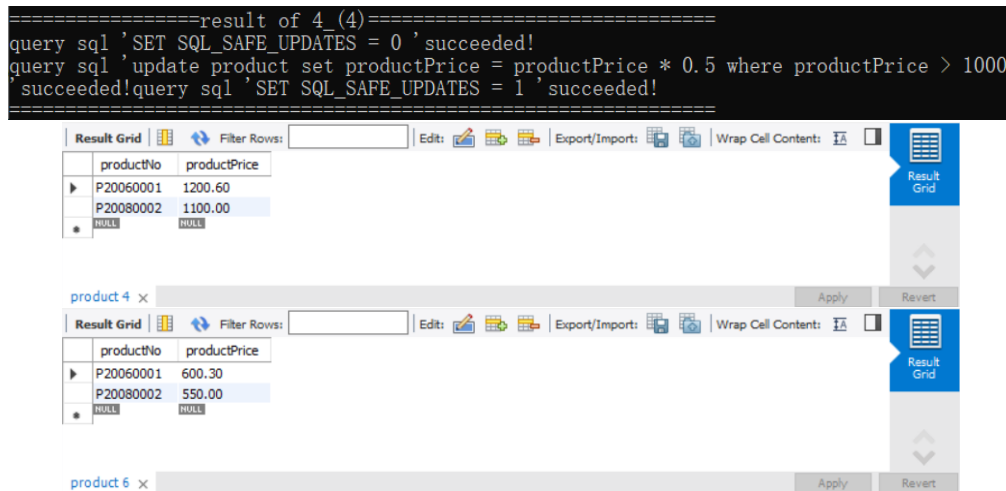 =================result of 4_(4)===============================
query sql 'SET SQL_SAFE_UPDATES = 0 'succeeded!
query sql 'update product set productPrice = productPrice * 0.5 where productPrice > 1000
'succeeded!query sql 'SET SQL_SAFE_UPDATES = 1 'succeeded!
===============================================================
Result Grid Filter Rows: Edit: Export/Import: Wrap Cell Content: IA
productNo productPrice
P20060001 1200.60
P20080002 1100.00
NULL NULL
Result
Grid
product 4 × Apply Revert
Result Grid Filter Rows: Edit: Export/Import: Wrap Cell Content: IA
productNo productPrice
P20060001 600.30
P20080002 550.00
NULL NULL
Result
Grid
product 6 × Apply Revert